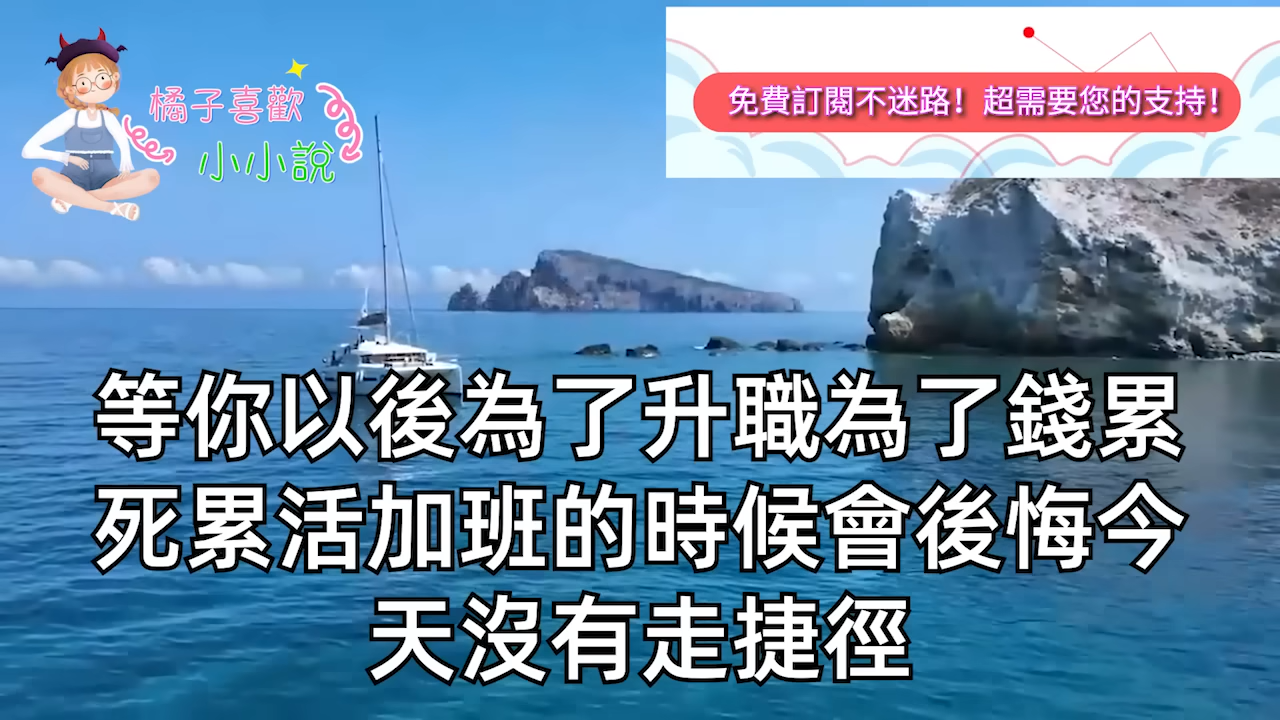 橘子喜歡
小小說
免費訂閱不迷路！超需要您的支持！
等你以後為了升職為了錢累
死累活加班的時候會後悔今
天沒有走捷徑